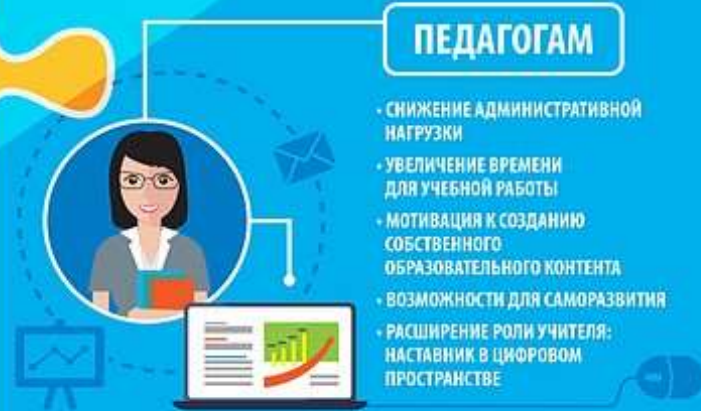 ПЕДАГОГАМ
• СНИЖЕНИЕ АДМИНИСТРАТИВНОЙ
НАГРУЗКИ
• УВЕЛИЧЕНИЕ ВРЕМЕНИ
ДЛЯ УЧЕБНОЙ РАБОТЫ
• МОТИВАЦИЯ К СОЗДАНИЮ
СОБСТВЕННОГО
ОБРАЗОВАТЕЛЬНОГО КОНТЕНТА
• ВОЗМОЖНОСТИ ДЛЯ САМОРАЗВИТИЯ
• РАСШИРЕНИЕ РОЛИ УЧИТЕЛЯ:
НАСТАВНИК В ЦИФРОВОМ
ПРОСТРАНСТВЕ